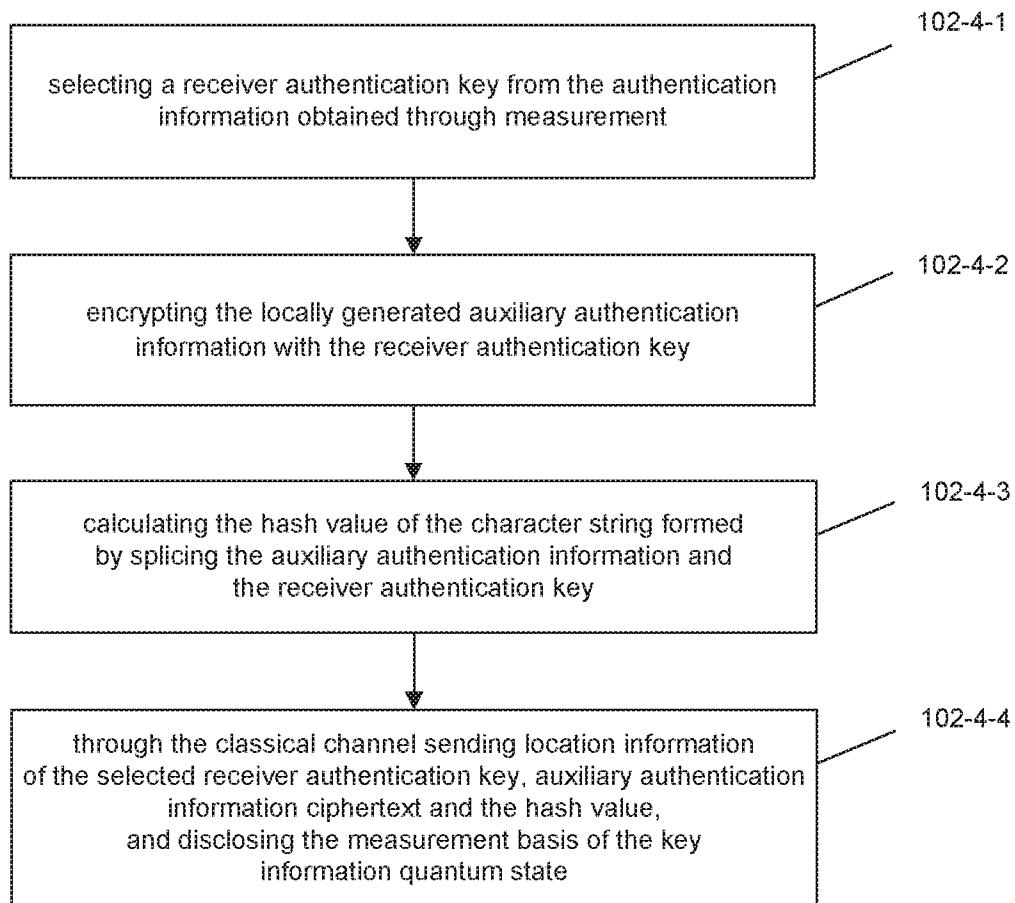 102-4-1
selecting a receiver authentication key from the authentication
information obtained through measurement
102-4-2
encrypting the locally generated auxiliary authentication
information with the receiver authentication key
102-4-3
calculating the hash value of the character string formed
by splicing the auxiliary authentication information and
the receiver authentication key
102-4-4
through the classical channel sending location information
of the selected receiver authentication key, auxiliary authentication
information ciphertext and the hash value,
and disclosing the measurement basis of the key
information quantum state